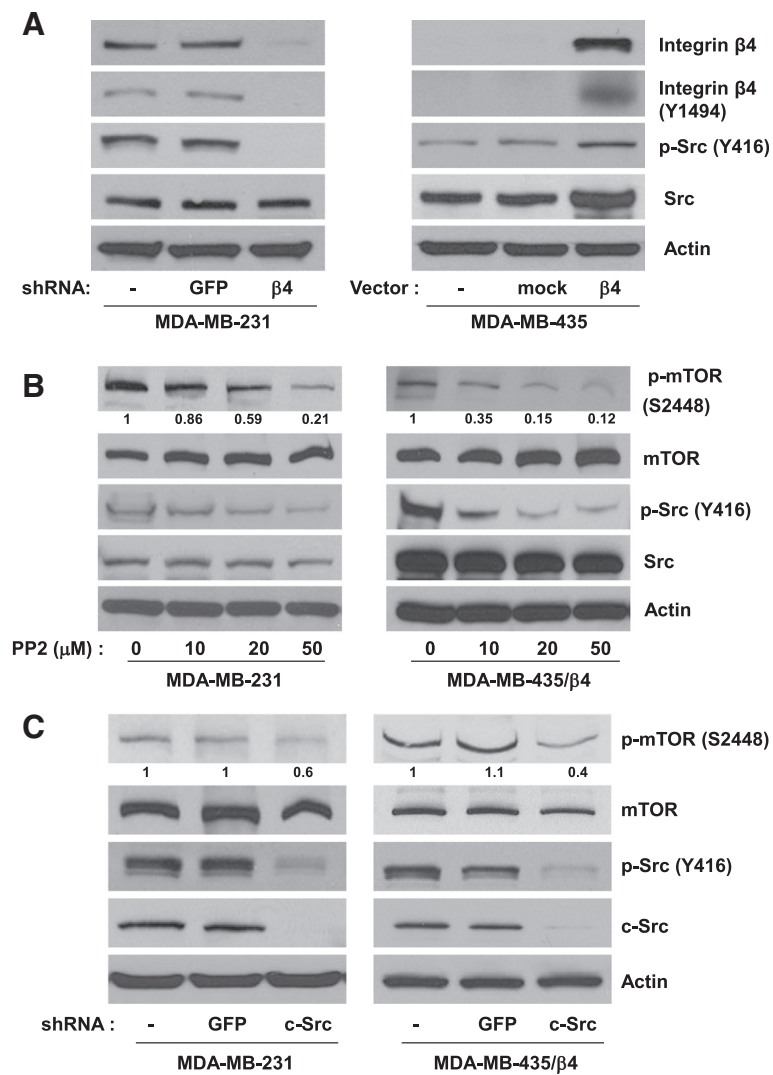 A
Integrin β4
Integrin β4
(Y1494)
p-Src (Y416)
Src
Actin
shRNA: - GFP β4
Vector : - mock β4
MDA-MB-231
MDA-MB-435
B
p-mTOR
(S2448)
1 0.86 0.59 0.21
1 0.35 0.15 0.12
mTOR
p-Src (Y416)
Src
Actin
PP2 (μM) : 0 10 20 50
0 10 20 50
MDA-MB-231
MDA-MB-435/β4
C
p-mTOR (S2448)
1 1 0.6
1 1.1 0.4
mTOR
p-Src (Y416)
c-Src
Actin
shRNA : - GFP c-Src
- GFP c-Src
MDA-MB-231
MDA-MB-435/β4